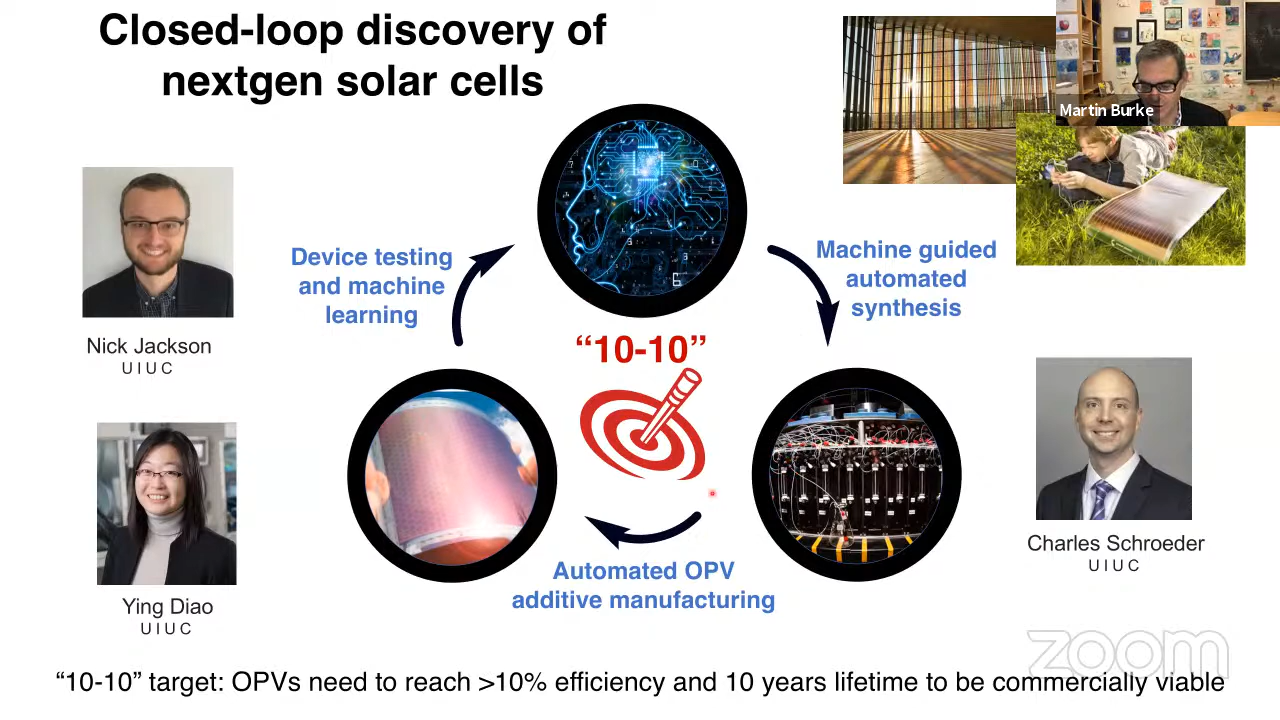 Closed-loop discovery of
nextgen solar cells
Martin Burke
Device testing
and machine
learning
Machine guided
automated
synthesis
Nick Jackson
UIUC
“10-10”
Ying Diao
UIUC
Charles Schroeder
UIUC
Automated OPV
additive manufacturing
zoom
“10-10” target: OPVs need to reach >10% efficiency and 10 years lifetime to be commercially viable